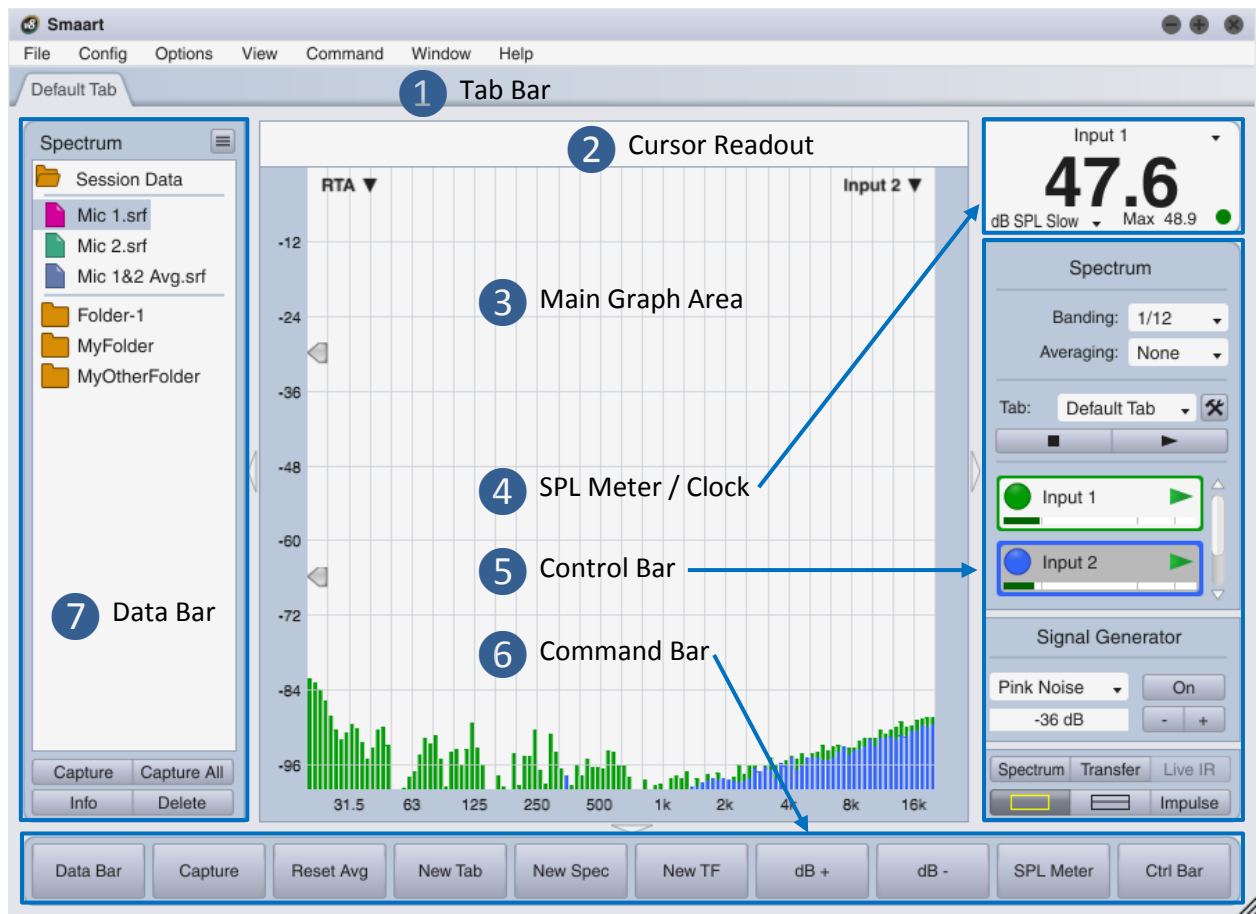 v8 Smaart
File Config Options View Command Window Help
Default Tab
1 Tab Bar
Spectrum
Session Data
Mic 1.srf
Mic 2.srf
Mic 1&2 Avg.srf
Folder-1
MyFolder
MyOtherFolder
7 Data Bar
Capture Capture All
Info Delete
2 Cursor Readout
RTA ▼ Input 2 ▼
-12
3 Main Graph Area
-24
-36
-48
4 SPL Meter / Clock
-60
5 Control Bar
-72
6 Command Bar
-84
-96
31.5 63 125 250 500 1k 2k 4k 8k 16k
Input 1
47.6
dB SPL Slow Max 48.9
Spectrum
Banding: 1/12
Averaging: None
Tab: Default Tab
Input 1
Input 2
Signal Generator
Pink Noise On
-36 dB - +
Spectrum Transfer Live IR
Impulse
Data Bar Capture Reset Avg New Tab New Spec New TF dB + dB - SPL Meter Ctrl Bar